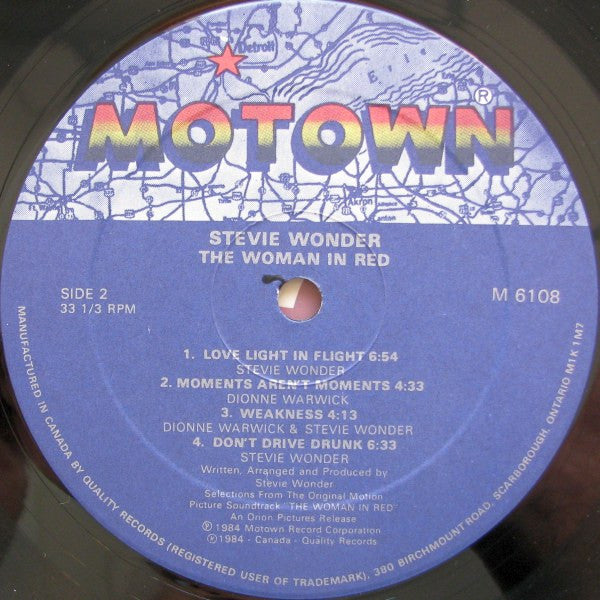 Detroit
Erie
MOTOWN®
Akron
STEVIE WONDER
THE WOMAN IN RED
SIDE 2
33 1/3 RPM
M 6108
1. LOVE LIGHT IN FLIGHT 6:54
STEVIE WONDER
2. MOMENTS AREN'T MOMENTS 4:33
DIONNE WARWICK
3. WEAKNESS 4:13
DIONNE WARWICK & STEVIE WONDER
4. DON'T DRIVE DRUNK 6:33
STEVIE WONDER
Written, Arranged and Produced by
Stevie Wonder
Selections From The Original Motion
Picture Soundtrack "THE WOMAN IN RED"
An Orion Pictures Release
℗ 1984 Motown Record Corporation
℗ 1984 - Canada - Quality Records
MANUFACTURED IN CANADA BY QUALITY RECORDS (REGISTERED USER OF TRADEMARK), 380 BIRCHMOUNT ROAD, SCARBOROUGH, ONTARIO M1K 1M7